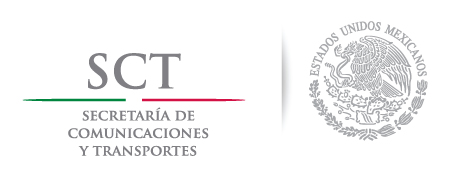 SCT
SECRETARÍA DE
COMUNICACIONES
Y TRANSPORTES
ESTADOS UNIDOS MEXICANOS